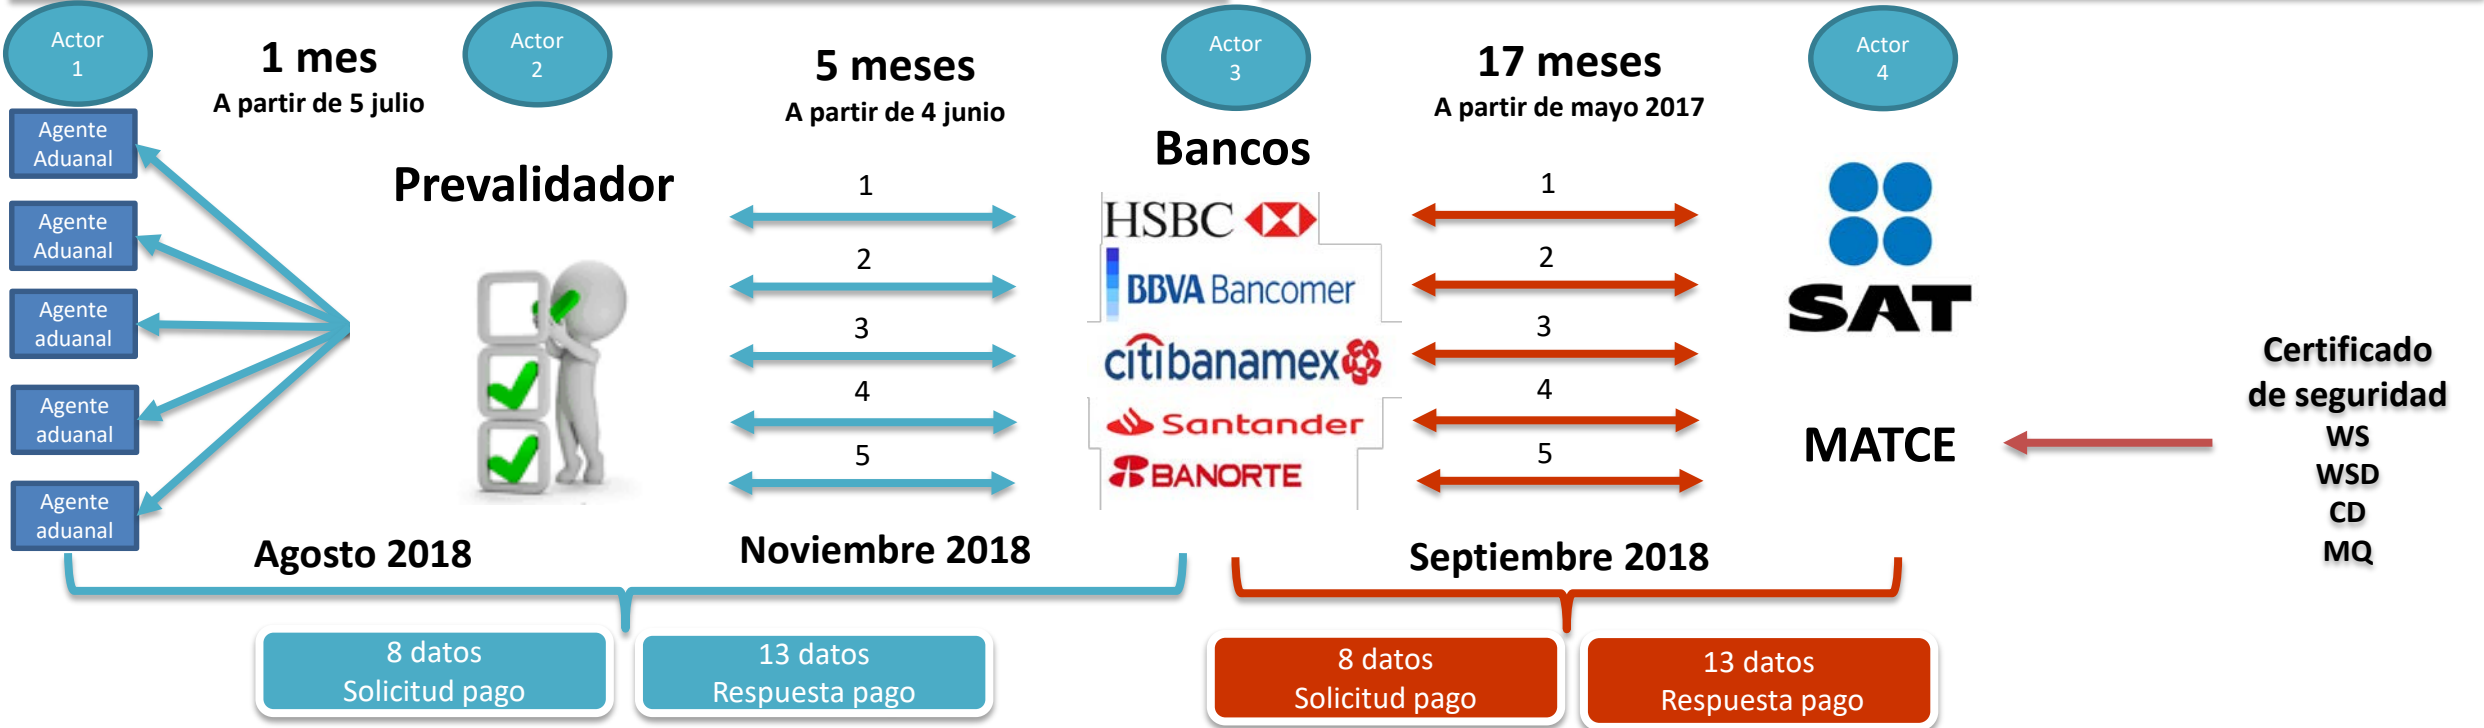 Actor
1
1 mes
A partir de 5 julio
Actor
2
5 meses
A partir de 4 junio
Actor
3
17 meses
A partir de mayo 2017
Actor
4
Agente
Aduanal
Agente
Aduanal
Agente
aduanal
Agente
aduanal
Agente
aduanal
Prevalidador
1
2
3
4
5
Bancos
HSBC
BBVA Bancomer
citibanamex
Santander
BANORTE
1
2
3
4
5
SAT
MATCE
Certificado
de seguridad
WS
WSD
CD
MQ
Agosto 2018
Noviembre 2018
Septiembre 2018
8 datos
Solicitud pago
13 datos
Respuesta pago
8 datos
Solicitud pago
13 datos
Respuesta pago